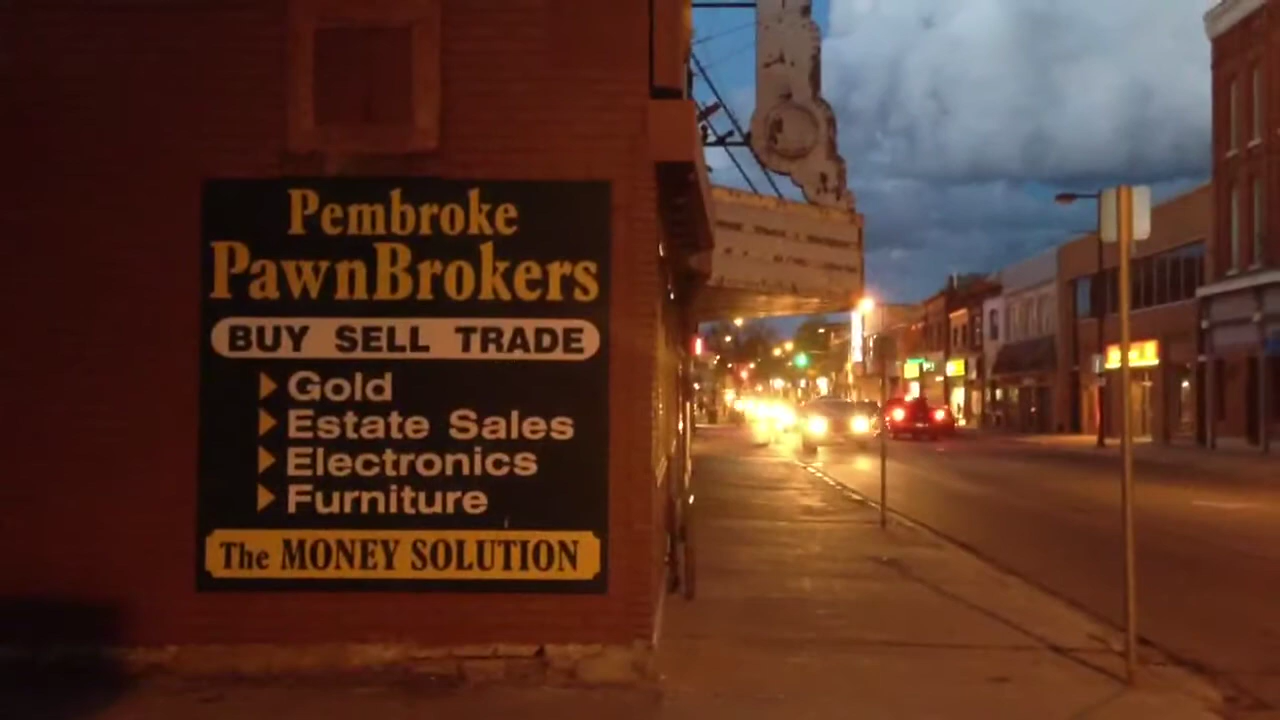 Pembroke
PawnBrokers
BUY SELL TRADE
Gold
Estate Sales
Electronics
Furniture
The MONEY SOLUTION